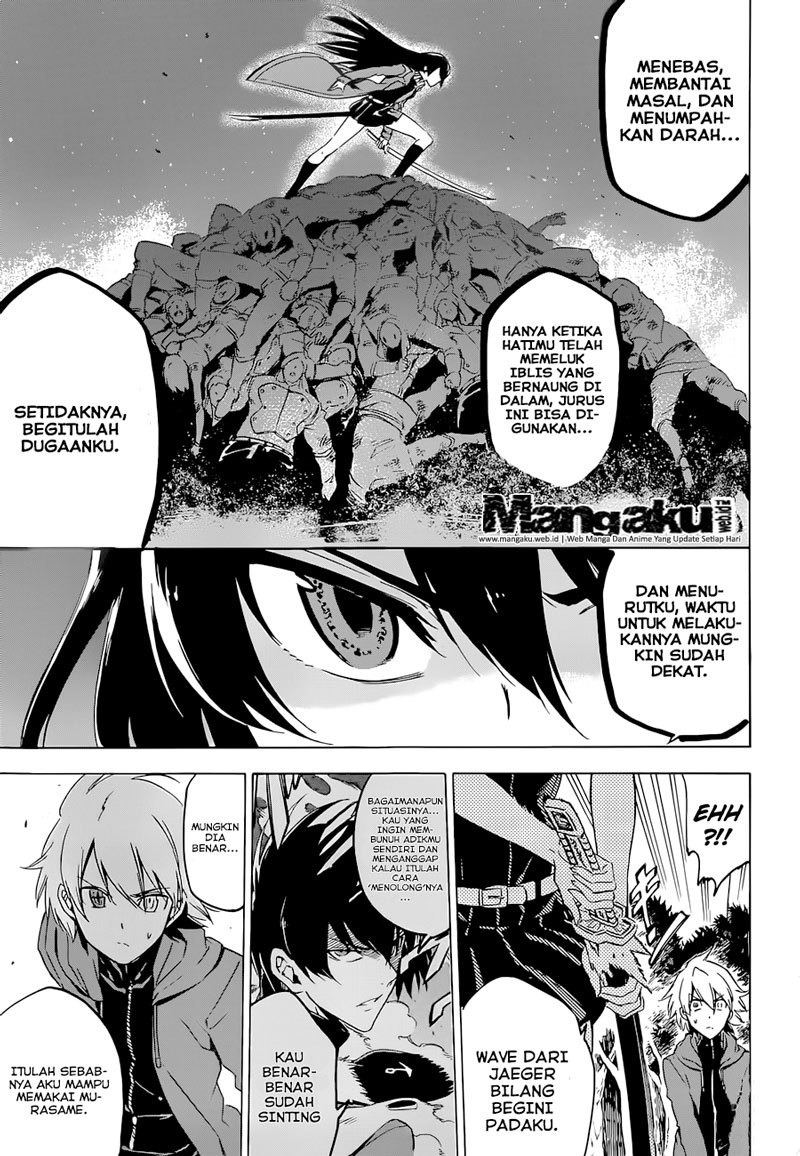 MENEBAS,
MEMBANTAI
MASAL, DAN
MENUMPAH-
KAN DARAH...
HANYA KETIKA
HATIMU TELAH
MEMELUK
IBLIS YANG
BERNAUNG DI
DALAM, JURUS
INI BISA DI-
GUNAKAN...
SETIDAKNYA,
BEGITULAH
DUGAANKU.
Mangaku
web.id
www.mangaku.web.id | Web Manga Dan Anime Yang Update Setiap Hari
DAN MENU-
RUTKU, WAKTU
UNTUK MELAKU-
KANNYA MUNG-
KIN SUDAH
DEKAT.
EHH
?!!
WAVE DARI
JAEGER
BILANG
BEGINI
PADAKU.
BAGAIMANAPUN
SITUASINYA...
KAU YANG
INGIN MEM-
BUNUH ADIKMU
SENDIRI DAN
MENGANGGAP
KALAU ITULAH
CARA
'MENOLONG'NYA
...
KAU
BENAR-
BENAR
SUDAH
SINTING
MUNGKIN
DIA
BENAR...
ITULAH SEBAB-
NYA AKU MAMPU
MEMAKAI MU-
RASAME.